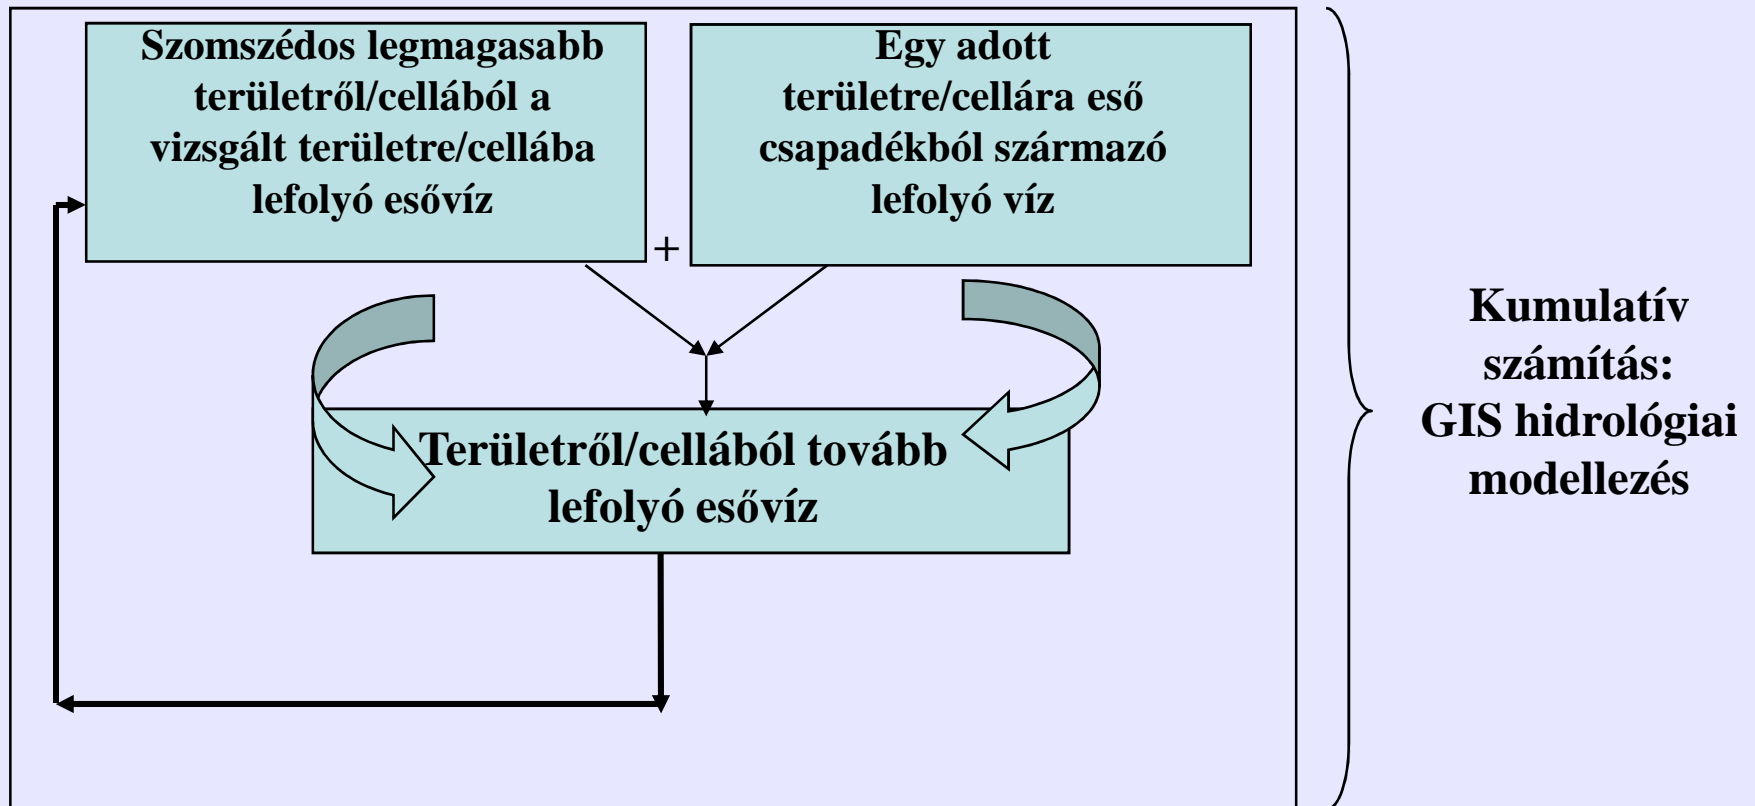 Szomszédos legmagasabb
területről/cellából a
vizsgált területre/cellába
lefolyó esővíz
+
Egy adott
területre/cellára eső
csapadékból származó
lefolyó víz
Területről/cellából tovább
lefolyó esővíz
Kumulatív
számítás:
GIS hidrológiai
modellezés